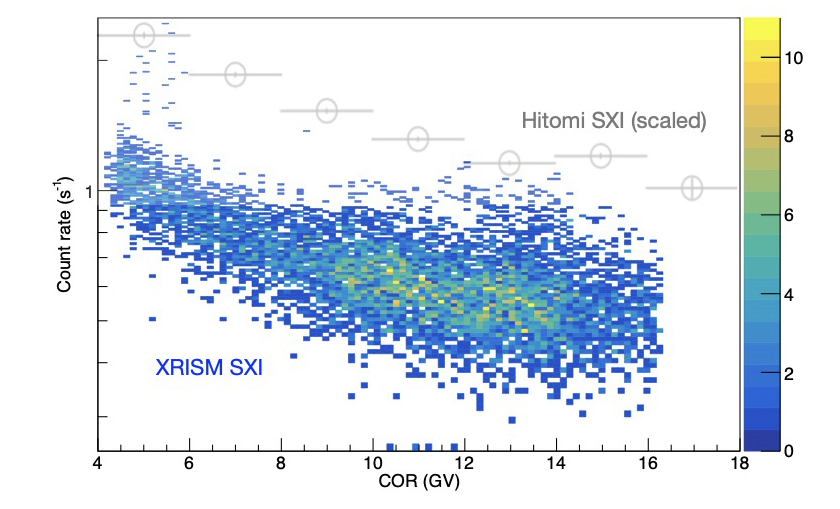 Hitomi SXI (scaled)
XRISM SXI
Count rate (s⁻¹)
1
4 6 8 10 12 14 16 18
COR (GV)
10
8
6
4
2
0